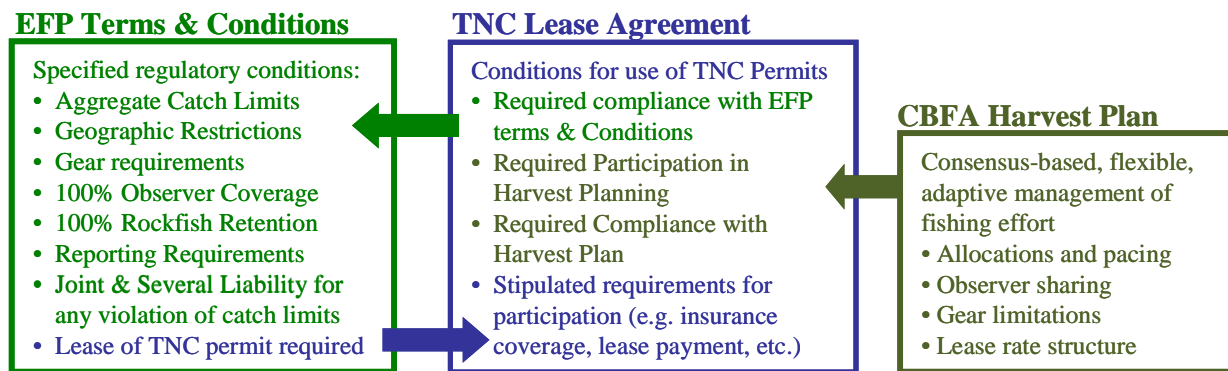 EFP Terms & Conditions
Specified regulatory conditions:
• Aggregate Catch Limits
• Geographic Restrictions
• Gear requirements
• 100% Observer Coverage
• 100% Rockfish Retention
• Reporting Requirements
• Joint & Several Liability for
any violation of catch limits
• Lease of TNC permit required
TNC Lease Agreement
Conditions for use of TNC Permits
• Required compliance with EFP
terms & Conditions
• Required Participation in
Harvest Planning
• Required Compliance with
Harvest Plan
• Stipulated requirements for
participation (e.g. insurance
coverage, lease payment, etc.)
CBFA Harvest Plan
Consensus-based, flexible,
adaptive management of
fishing effort
• Allocations and pacing
• Observer sharing
• Gear limitations
• Lease rate structure